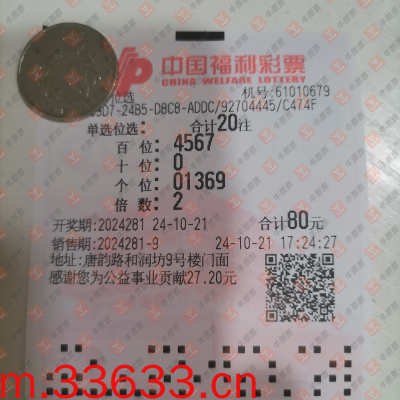 中国福利彩票
CHINA WELFARE LOTTERY
位选 机号:61010679
D7-24B5-DBC8-ADDC/92704445/C474F
单选位选: 合计20注
百 位: 4567
十 位: 0
个 位: 01369
倍 数: 2
开奖期:2024281 24-10-21 合计80元
销售期:2024281-9 24-10-21 17:24:27
地址:唐韵路和润坊9号楼门面
感谢您为公益事业贡献27.20元
m.33633.cn